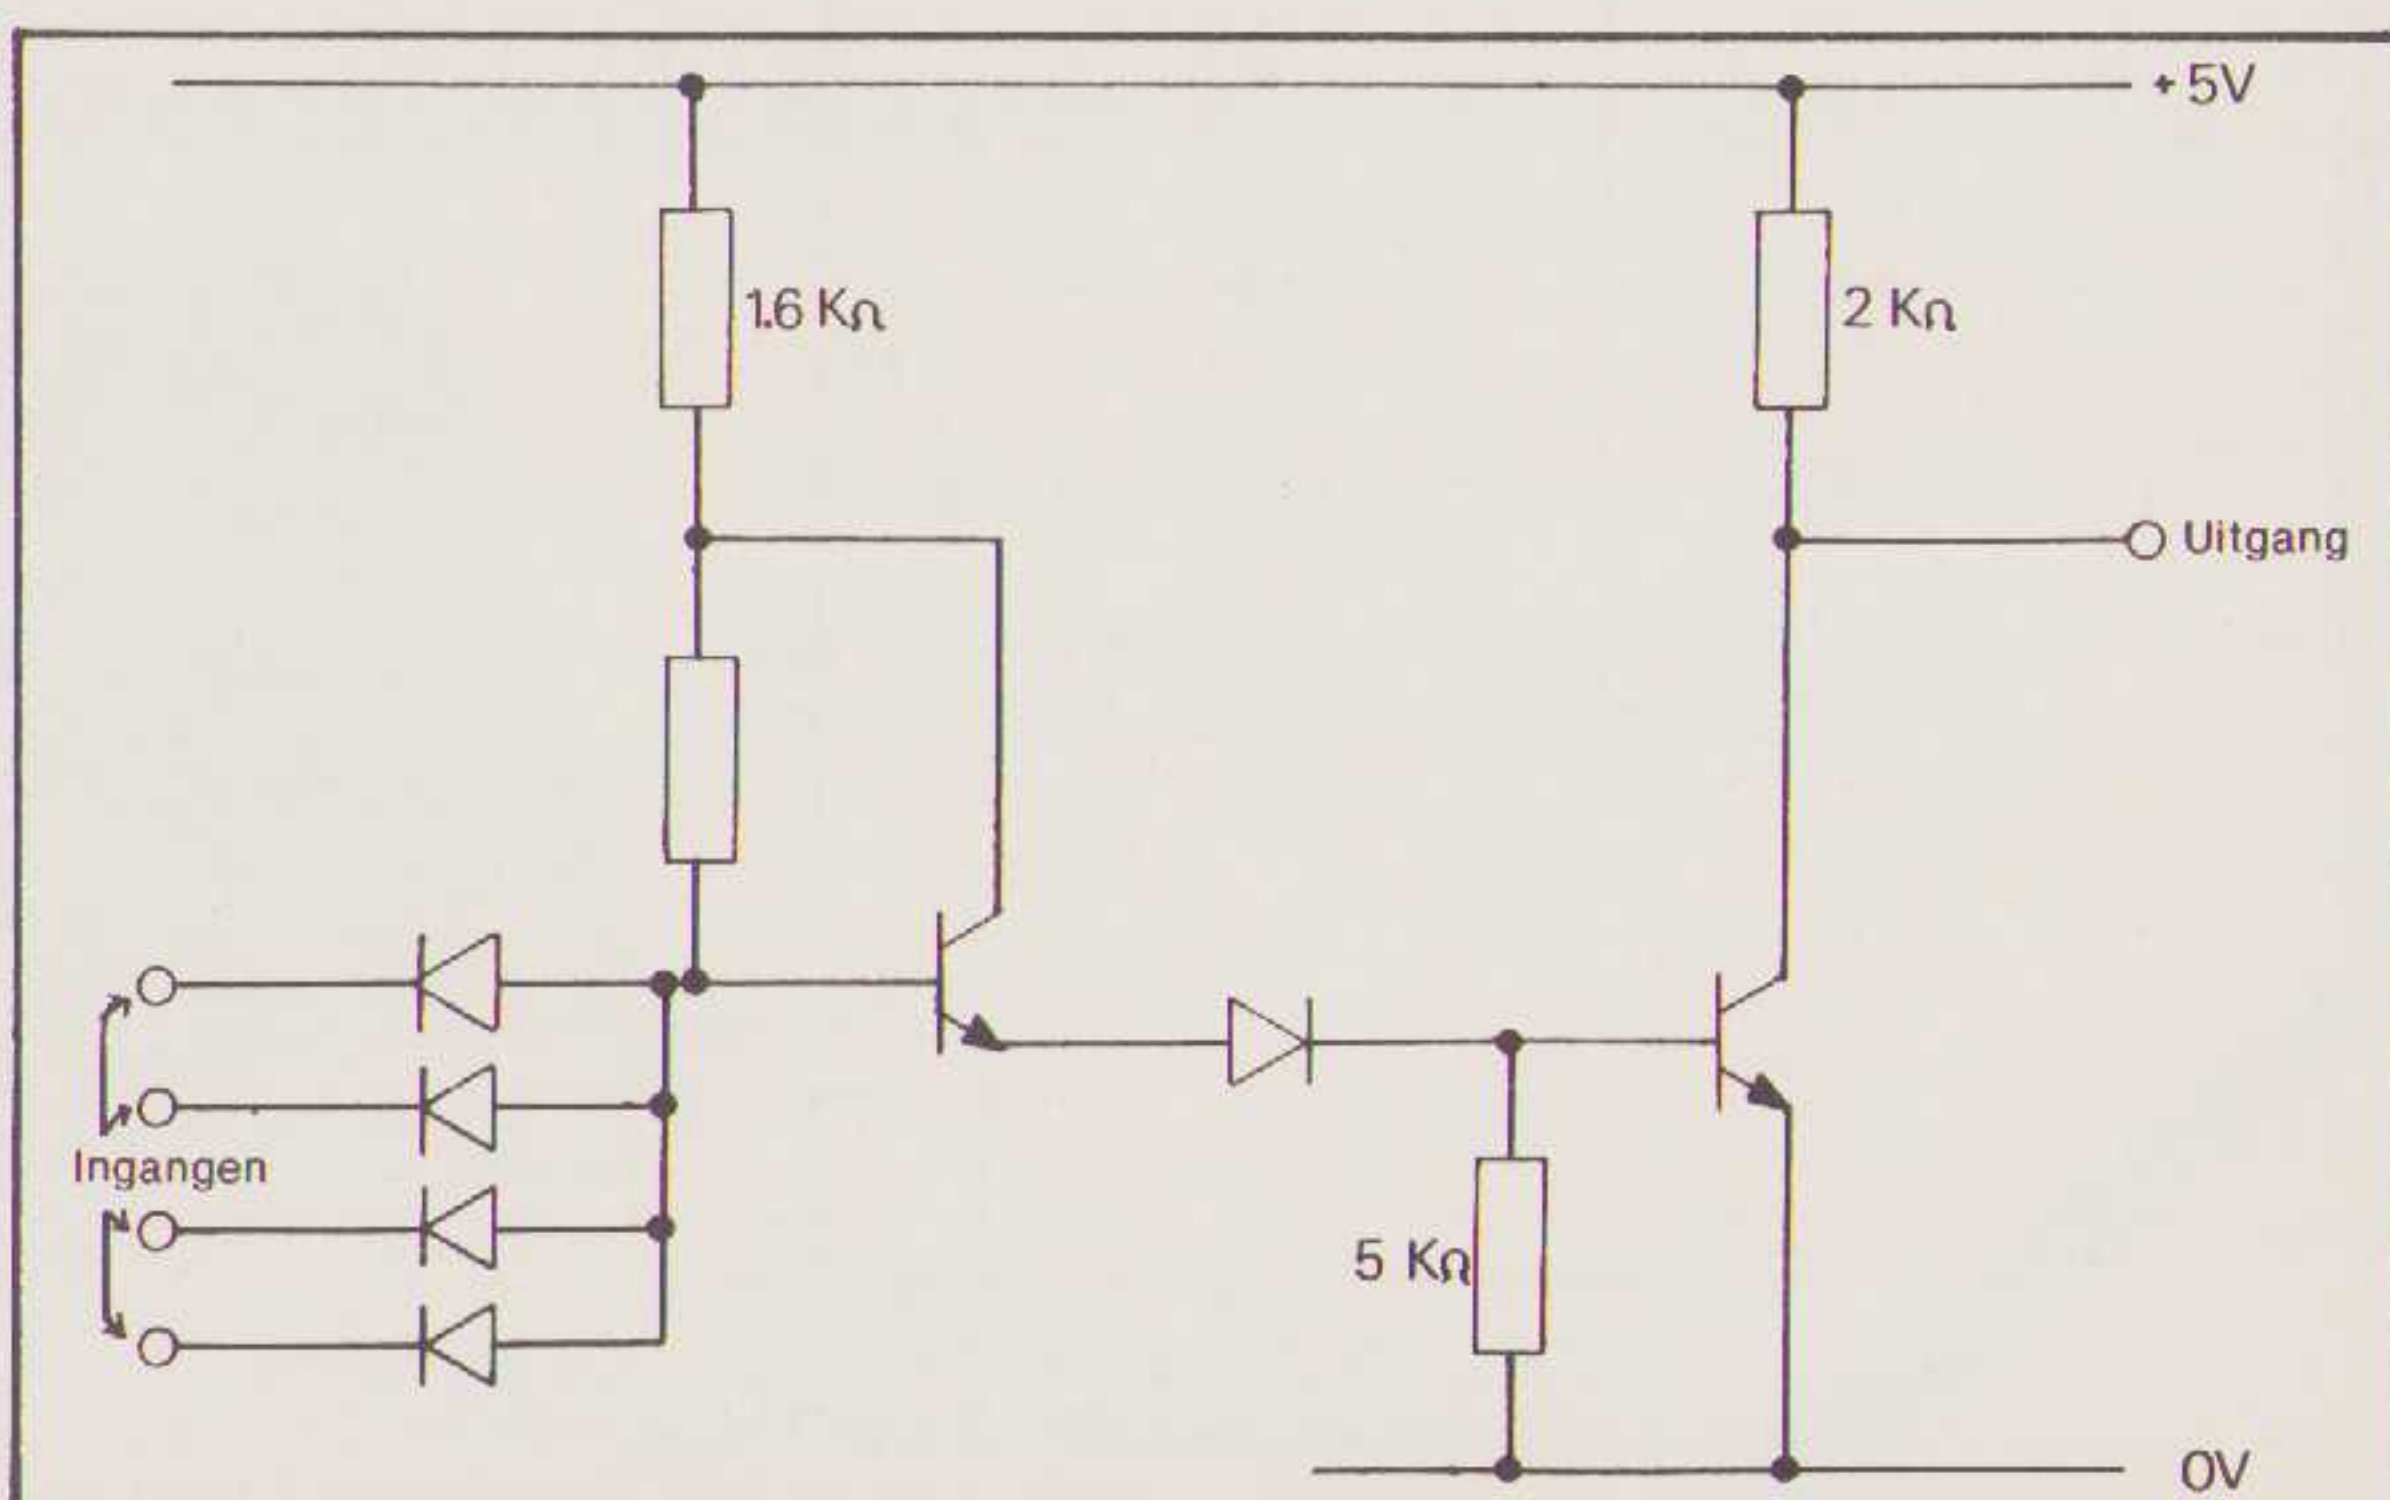 +5V
1.6 KΩ
2 KΩ
Uitgang
Ingangen
5 KΩ
0V